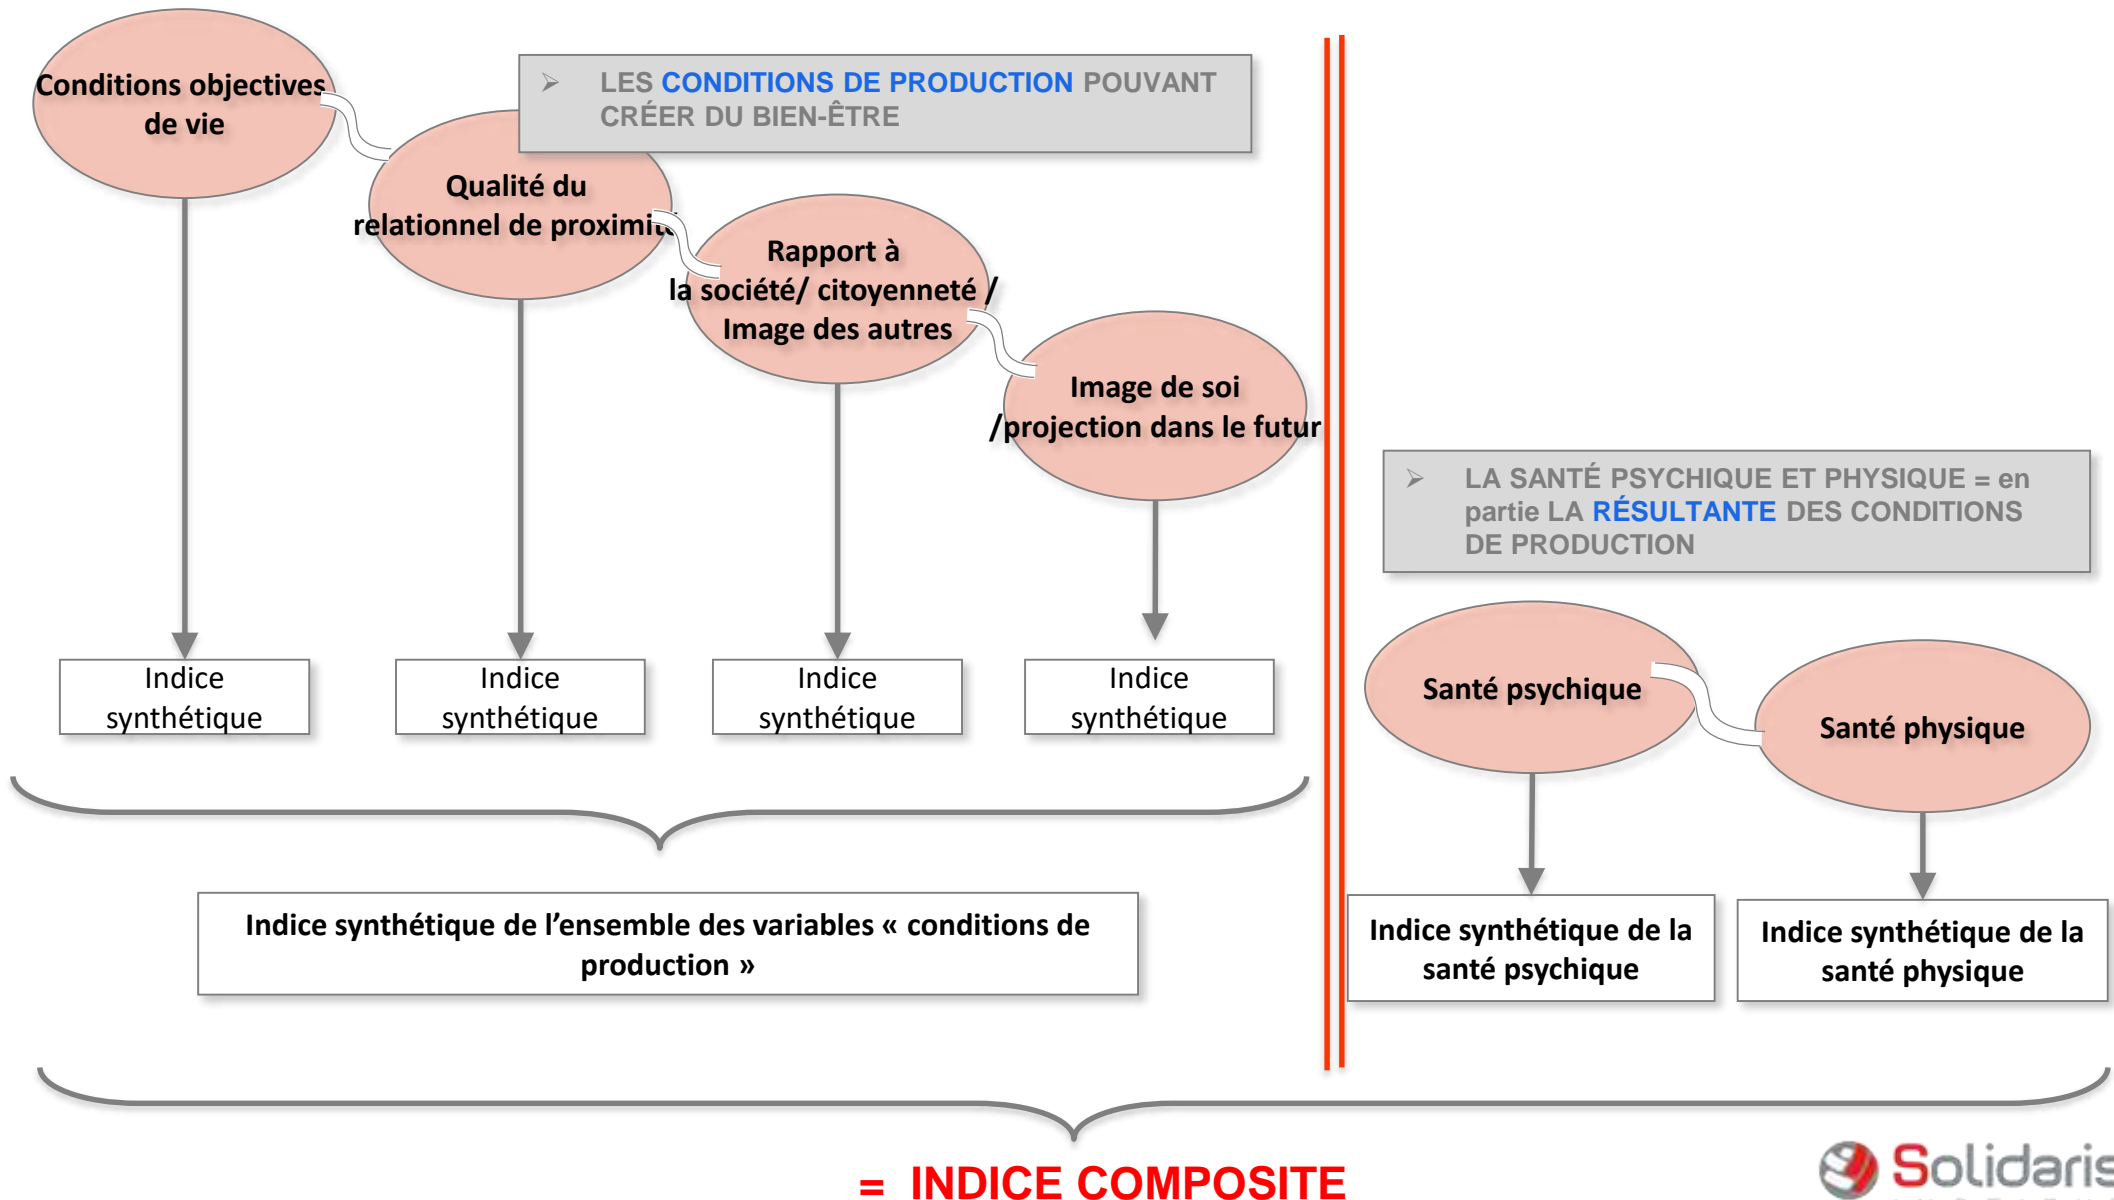 Conditions objectives
de vie
➢ LES CONDITIONS DE PRODUCTION POUVANT
CRÉER DU BIEN-ÊTRE
Qualité du
relationnel de proximité
Rapport à
la société/ citoyenneté /
Image des autres
Image de soi
/projection dans le futur
➢ LA SANTÉ PSYCHIQUE ET PHYSIQUE = en
partie LA RÉSULTANTE DES CONDITIONS
DE PRODUCTION
Indice
synthétique
Indice
synthétique
Indice
synthétique
Indice
synthétique
Santé psychique
Santé physique
Indice synthétique de l’ensemble des variables « conditions de
production »
Indice synthétique de la
santé psychique
Indice synthétique de la
santé physique
= INDICE COMPOSITE
Solidaris